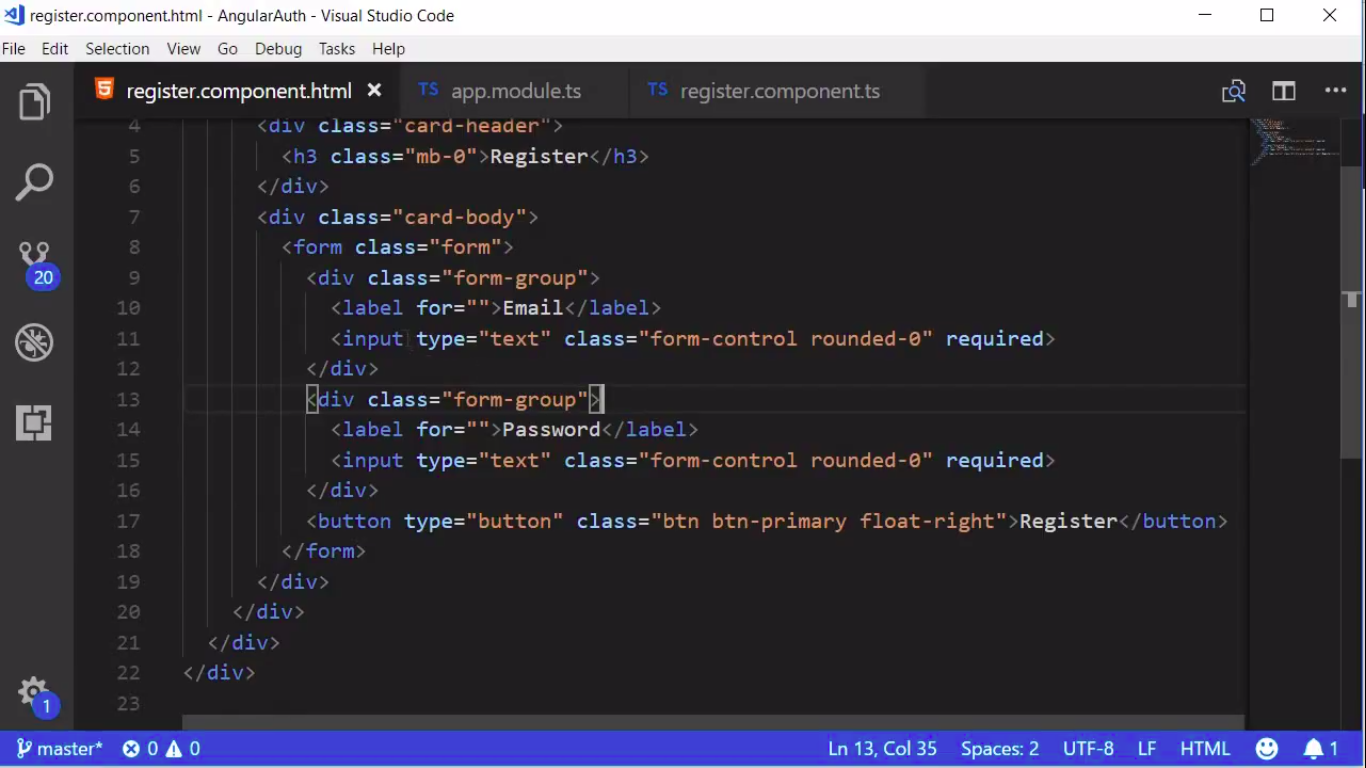 register.component.html - AngularAuth - Visual Studio Code
File Edit Selection View Go Debug Tasks Help
register.component.html TS app.module.ts TS register.component.ts
4 <div class="card-header">
5 <h3 class="mb-0">Register</h3>
6 </div>
7 <div class="card-body">
8 <form class="form">
9 <div class="form-group">
10 <label for="">Email</label>
11 <input type="text" class="form-control rounded-0" required>
12 </div>
13 <div class="form-group">
14 <label for="">Password</label>
15 <input type="text" class="form-control rounded-0" required>
16 </div>
17 <button type="button" class="btn btn-primary float-right">Register</button>
18 </form>
19 </div>
20 </div>
21 </div>
22 </div>
23
20
1
master* 0 0 Ln 13, Col 35 Spaces: 2 UTF-8 LF HTML 1